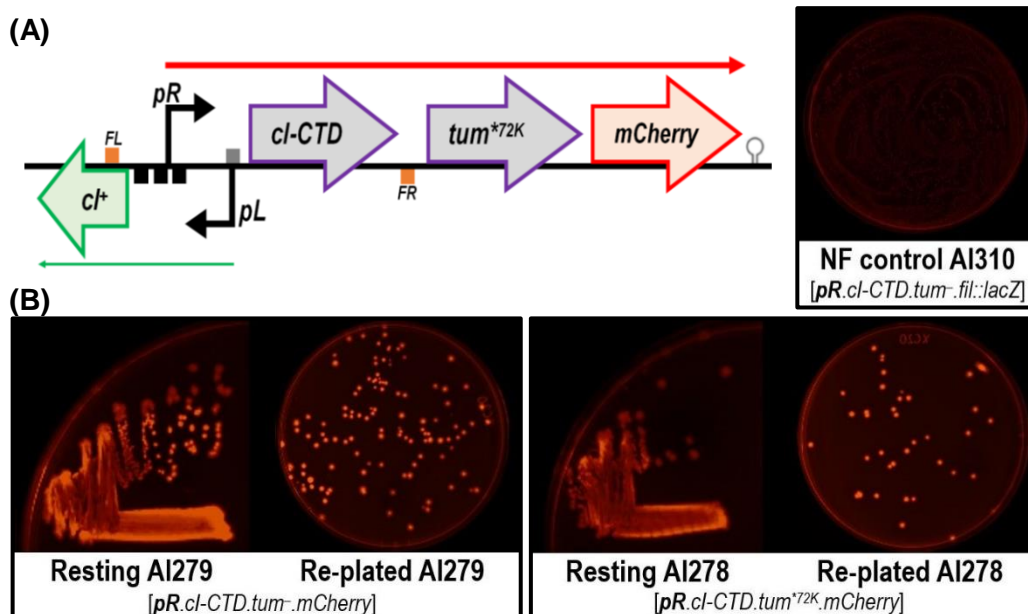 (A)
pR
FL
cI-CTD
tum*72K
mCherry
cI+
pL
FR
NF control AI310
[pR.cI-CTD.tum–.fil::lacZ]
(B)
Resting AI279
Re-plated AI279
[pR.cI-CTD.tum–.mCherry]
Resting AI278
Re-plated AI278
[pR.cI-CTD.tum*72K.mCherry]